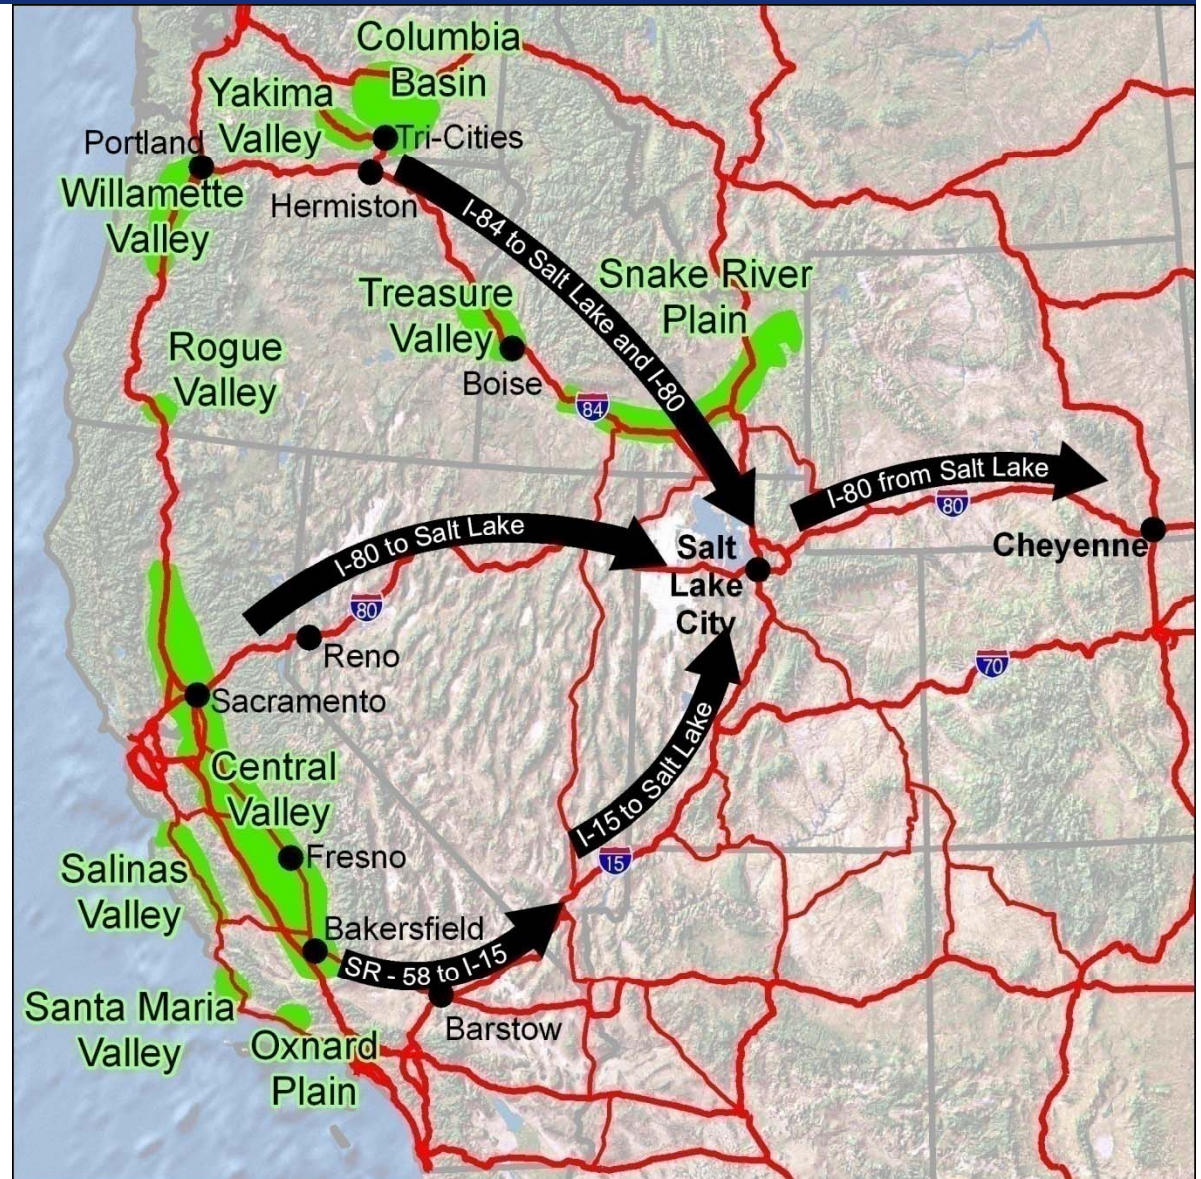 Columbia
Basin
Yakima
Valley
Tri-Cities
Portland
Willamette
Valley
Hermiston
I-84 to Salt Lake and I-80
Treasure
Valley
Snake River
Plain
Rogue
Valley
Boise
84
I-80 from Salt Lake
80
Cheyenne
I-80 to Salt Lake
80
Salt
Lake
City
Reno
Sacramento
70
I-15 to Salt Lake
15
Central
Valley
Fresno
Salinas
Valley
Bakersfield
SR - 58 to I-15
Santa Maria
Valley
Oxnard
Plain
Barstow